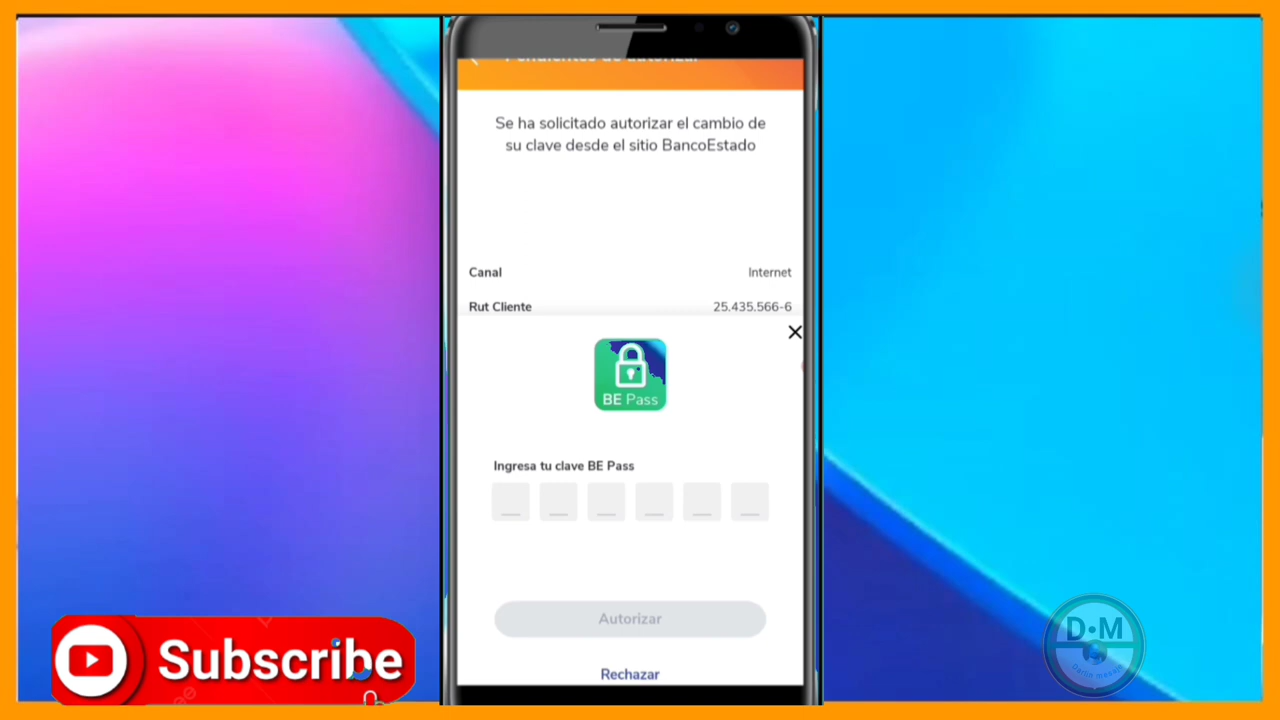 Pendientes de autorizar
Se ha solicitado autorizar el cambio de
su clave desde el sitio BancoEstado
Canal
Internet
Rut Cliente
25.435.566-6
BE Pass
Ingresa tu clave BE Pass
Autorizar
Rechazar
Subscribe
D•M